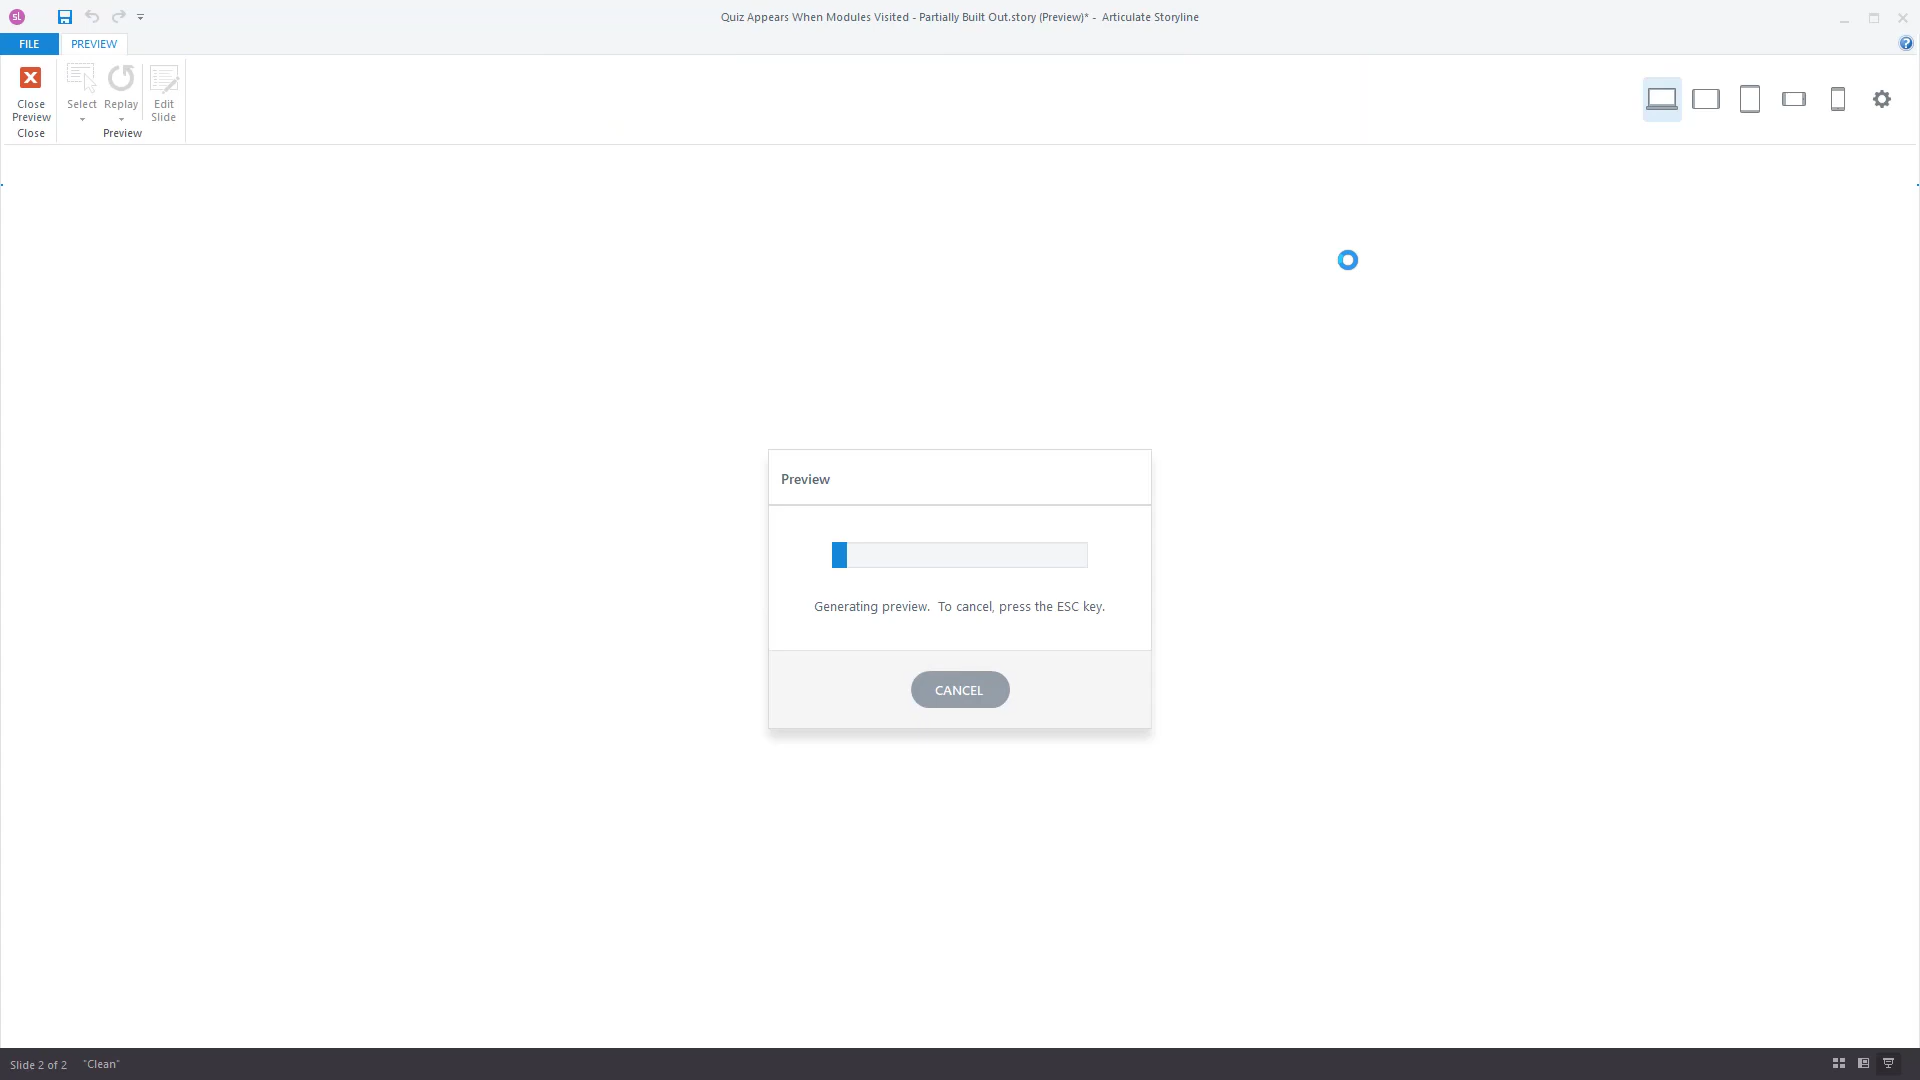 sl
Quiz Appears When Modules Visited - Partially Built Out.story (Preview)* - Articulate Storyline
FILE
PREVIEW
?
Close
Preview
Select
Replay
Edit
Slide
Close
Preview
Preview
Generating preview.  To cancel, press the ESC key.
CANCEL
Slide 2 of 2
"Clean"